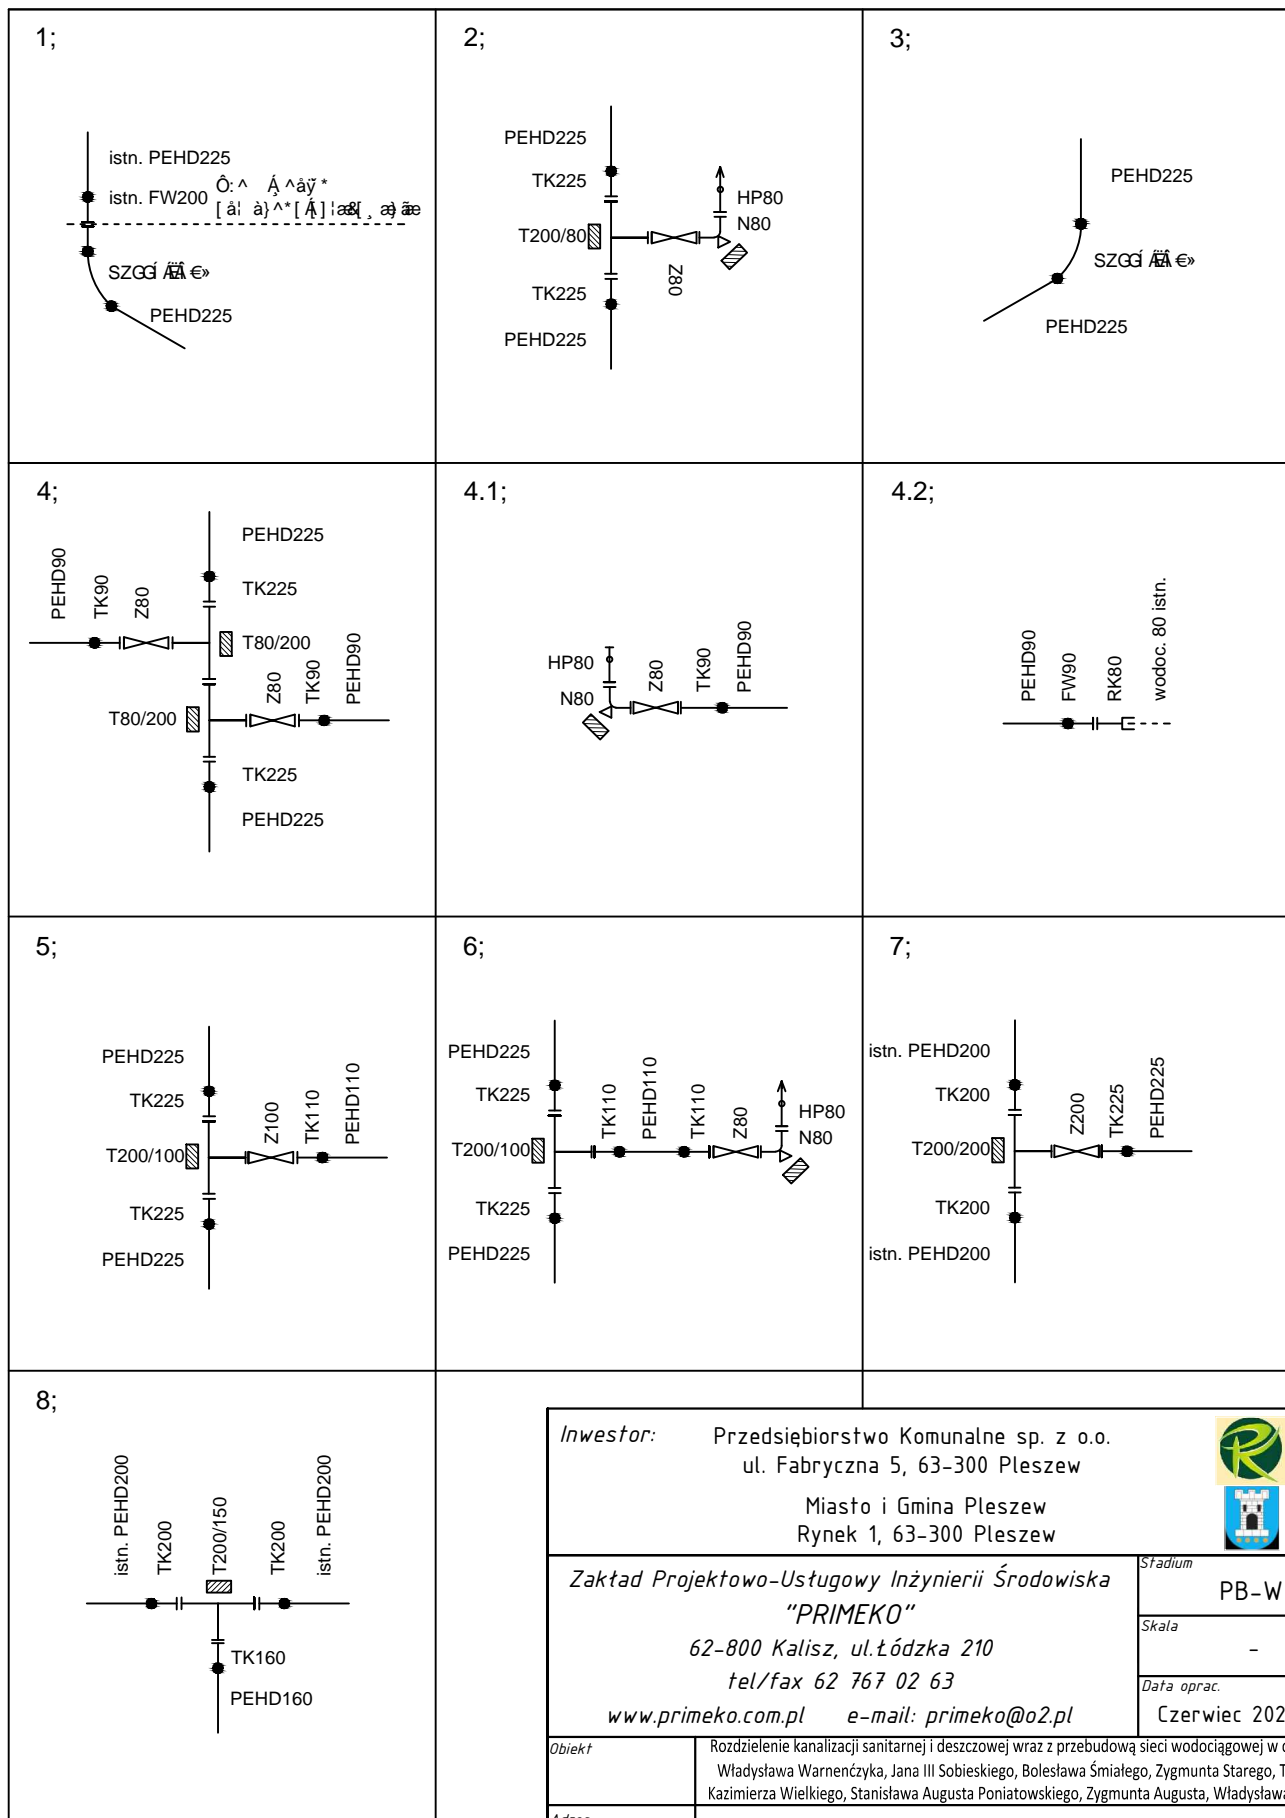 1;
istn. PEHD225
istn. FW200
PEHD225
2;
PEHD225
TK225
T200/80
TK225
PEHD225
Z80
HP80
N80
3;
PEHD225
PEHD225
4;
PEHD90
TK90
Z80
PEHD225
TK225
T80/200
T80/200
Z80
TK90
PEHD90
TK225
PEHD225
4.1;
HP80
N80
Z80
TK90
PEHD90
4.2;
PEHD90
FW90
RK80
wodoc. 80 istn.
5;
PEHD225
TK225
T200/100
TK225
PEHD225
Z100
TK110
PEHD110
6;
PEHD225
TK225
T200/100
TK225
PEHD225
TK110
PEHD110
TK110
Z80
HP80
N80
7;
istn. PEHD200
TK200
T200/200
TK200
istn. PEHD200
Z200
TK225
PEHD225
8;
istn. PEHD200
TK200
T200/150
TK200
istn. PEHD200
TK160
PEHD160
Inwestor:
Przedsiębiorstwo Komunalne sp. z o.o.
ul. Fabryczna 5, 63-300 Pleszew
Miasto i Gmina Pleszew
Rynek 1, 63-300 Pleszew
Zakład Projektowo-Usługowy Inżynierii Środowiska
"PRIMEKO"
62-800 Kalisz, ul.Łódzka 210
tel/fax 62 767 02 63
www.primeko.com.pl e-mail: primeko@o2.pl
Stadium
PB-W
Skala
-
Data oprac.
Czerwiec 202
Obiekt
Rozdzielenie kanalizacji sanitarnej i deszczowej wraz z przebudową sieci wodociągowej w
Władysława Warneńczyka, Jana III Sobieskiego, Bolesława Śmiałego, Zygmunta Starego, T
Kazimierza Wielkiego, Stanisława Augusta Poniatowskiego, Zygmunta Augusta, Władysława